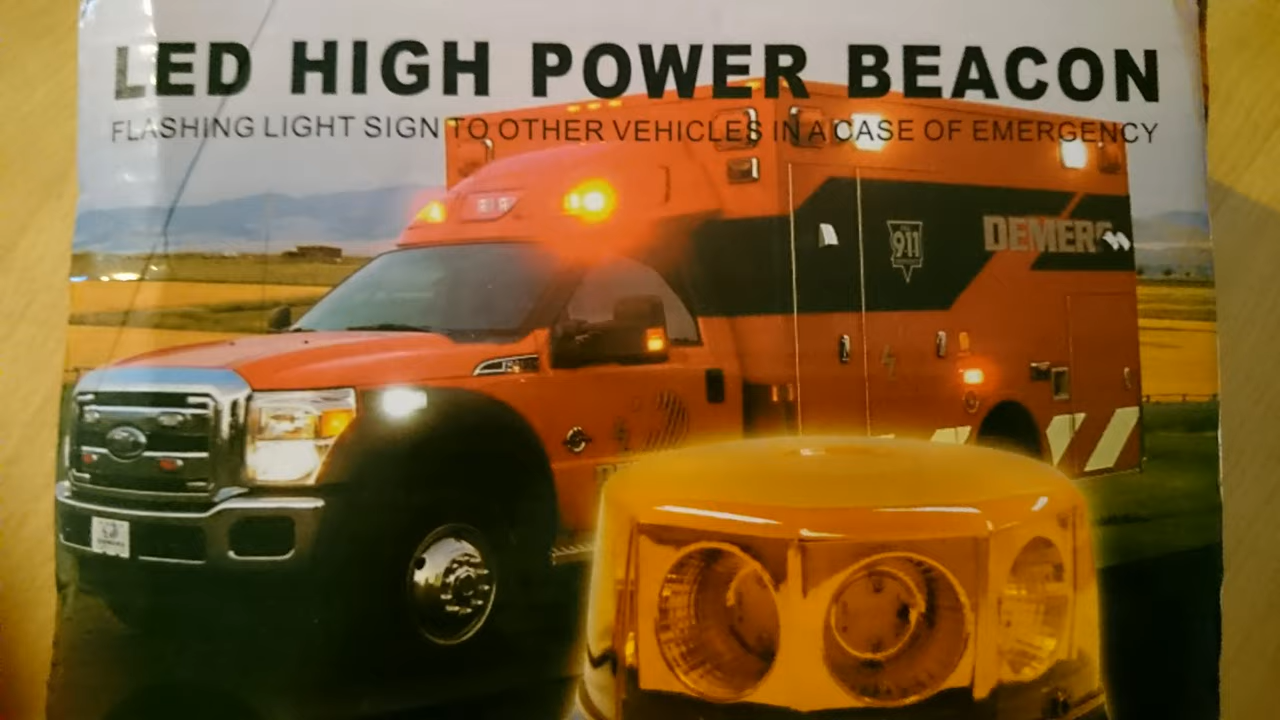 LED HIGH POWER BEACON
FLASHING LIGHT SIGN TO OTHER VEHICLES IN A CASE OF EMERGENCY
911
DEMERS